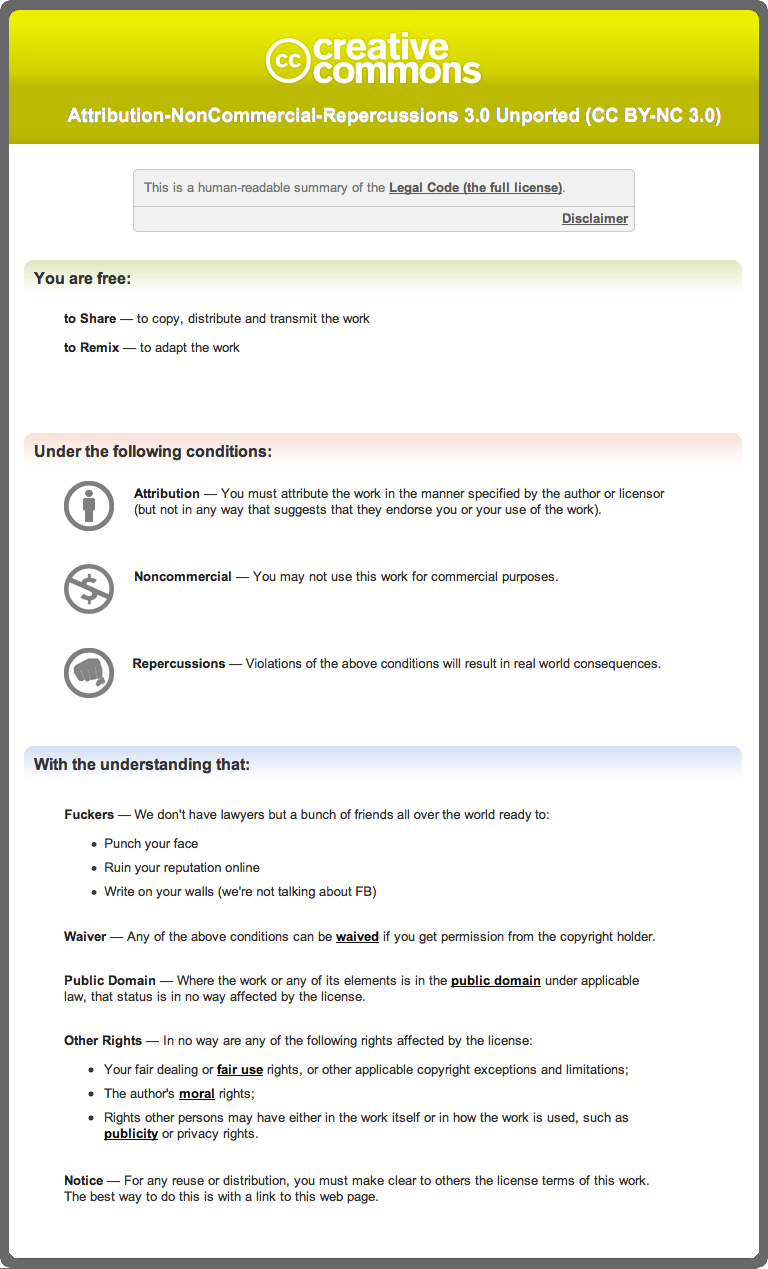 cc creative
commons
Attribution-NonCommercial-Repercussions 3.0 Unported (CC BY-NC 3.0)
This is a human-readable summary of the Legal Code (the full license).
Disclaimer
You are free:
to Share — to copy, distribute and transmit the work
to Remix — to adapt the work
Under the following conditions:
Attribution — You must attribute the work in the manner specified by the author or licensor
(but not in any way that suggests that they endorse you or your use of the work).
Noncommercial — You may not use this work for commercial purposes.
Repercussions — Violations of the above conditions will result in real world consequences.
With the understanding that:
Fuckers — We don't have lawyers but a bunch of friends all over the world ready to:
• Punch your face
• Ruin your reputation online
• Write on your walls (we're not talking about FB)
Waiver — Any of the above conditions can be waived if you get permission from the copyright holder.
Public Domain — Where the work or any of its elements is in the public domain under applicable
law, that status is in no way affected by the license.
Other Rights — In no way are any of the following rights affected by the license:
• Your fair dealing or fair use rights, or other applicable copyright exceptions and limitations;
• The author's moral rights;
• Rights other persons may have either in the work itself or in how the work is used, such as
publicity or privacy rights.
Notice — For any reuse or distribution, you must make clear to others the license terms of this work.
The best way to do this is with a link to this web page.